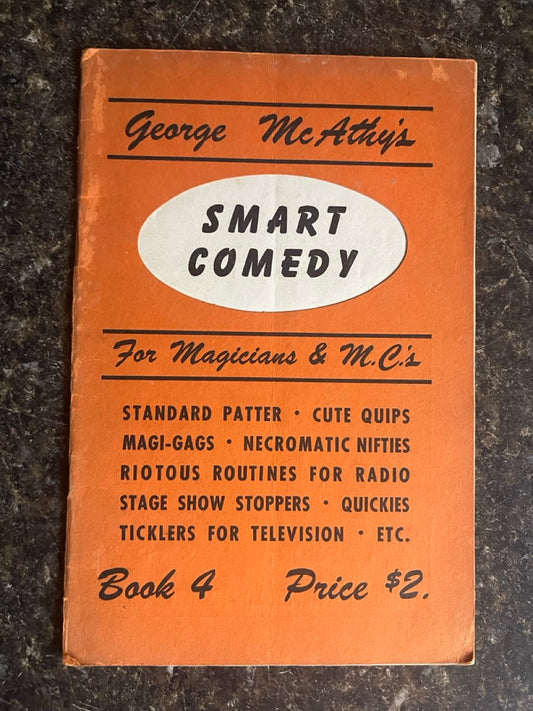 George McAthy's
SMART
COMEDY
For Magicians & M.C.'s
STANDARD PATTER · CUTE QUIPS
MAGI-GAGS · NECROMATIC NIFTIES
RIOTOUS ROUTINES FOR RADIO
STAGE SHOW STOPPERS · QUICKIES
TICKLERS FOR TELEVISION · ETC.
Book 4 Price $2.